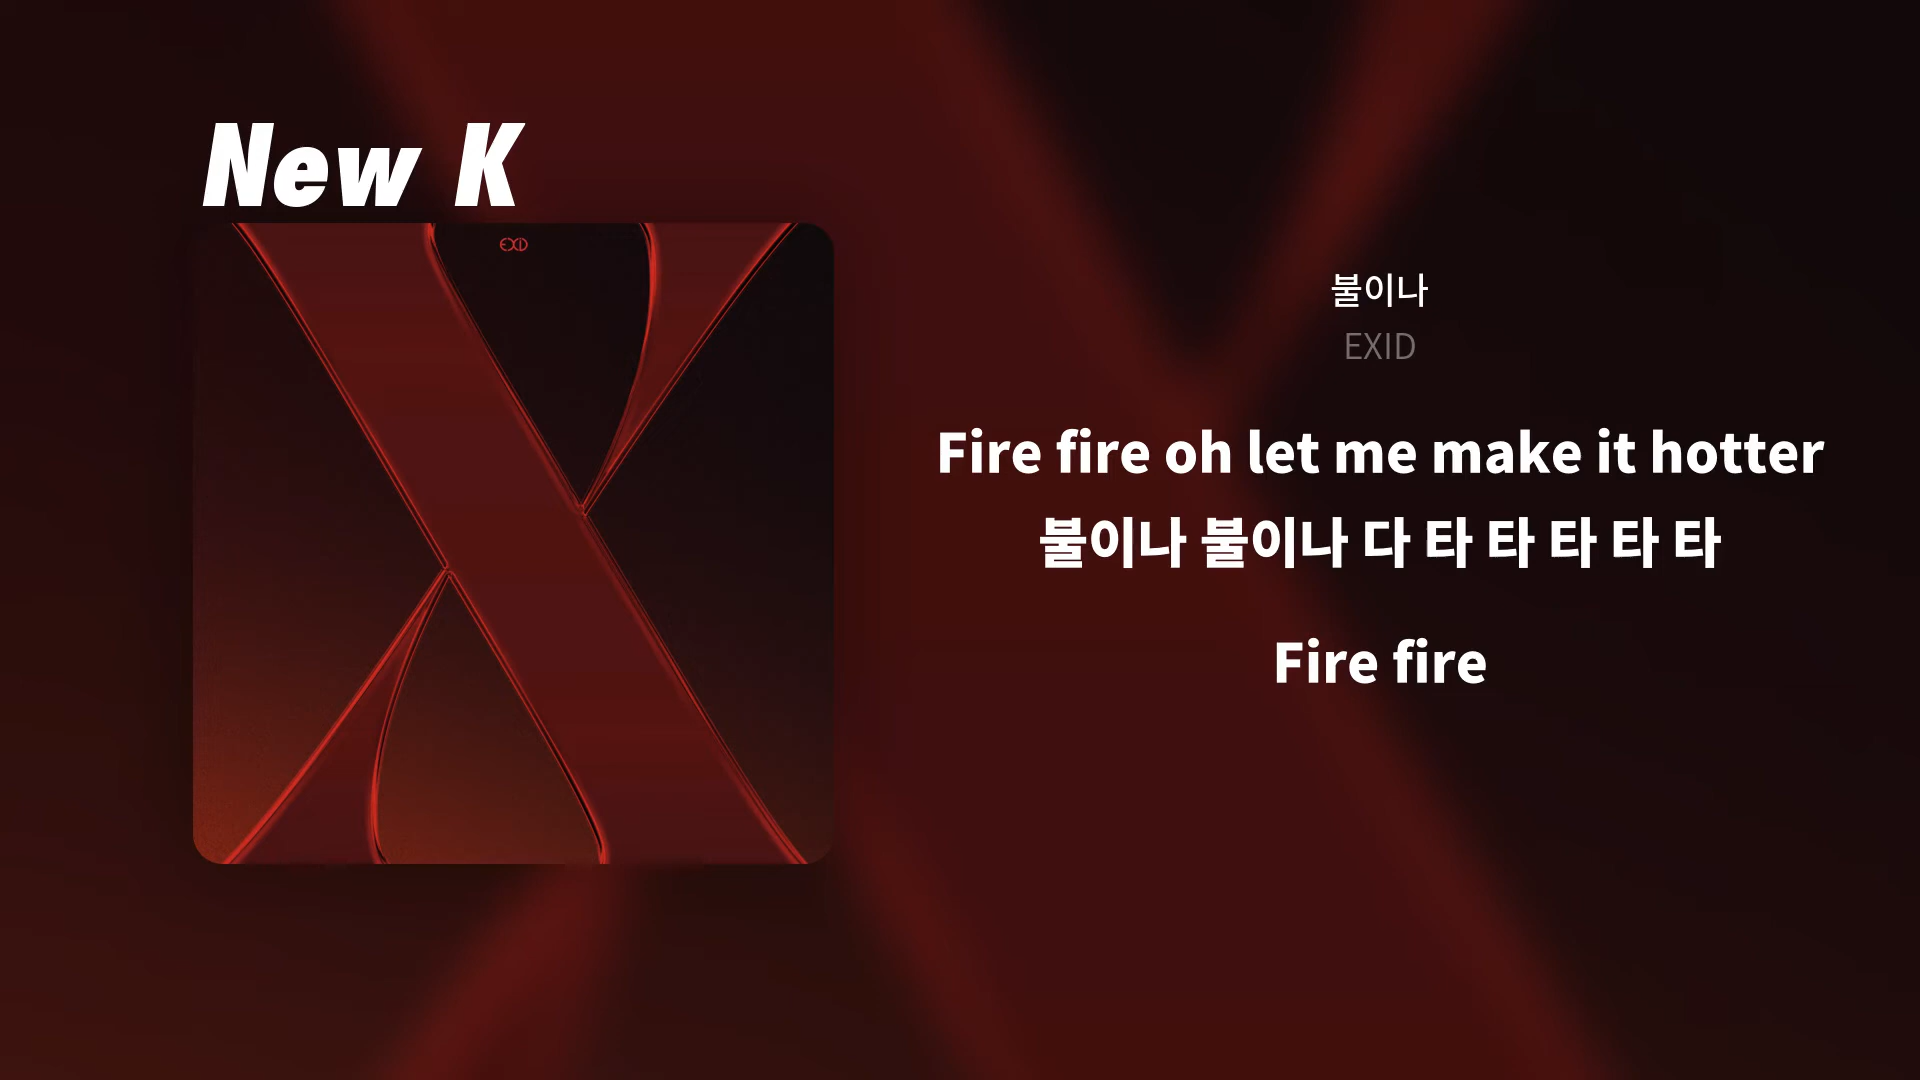 New K
EXID
불이나
EXID
Fire fire oh let me make it hotter
불이나 불이나 다 타 타 타 타 타
Fire fire